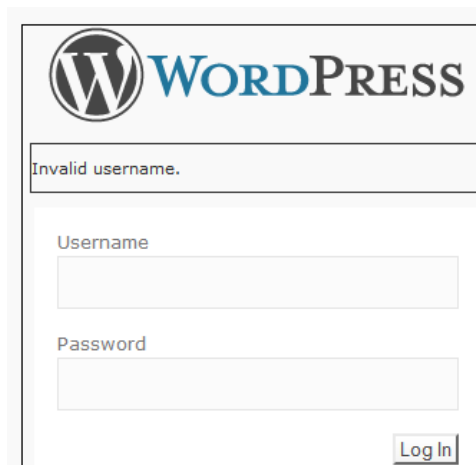 WORDPRESS
Invalid username.
Username
Password
Log In